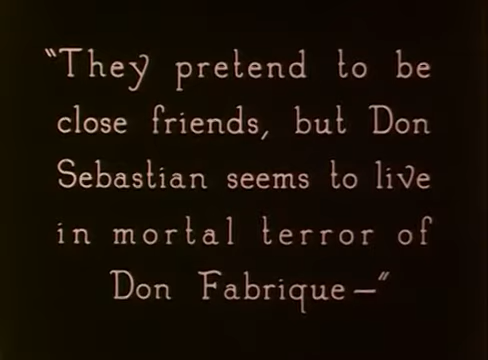 "They pretend to be
close friends, but Don
Sebastian seems to live
in mortal terror of
Don Fabrique—"